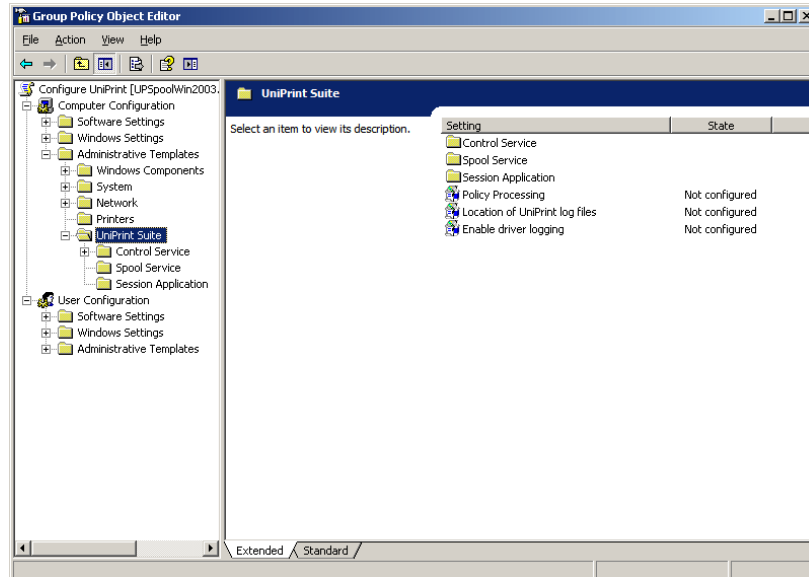 Group Policy Object Editor
File Action View Help
Configure UniPrint [UPSpoolWin2003.
Computer Configuration
Software Settings
Windows Settings
Administrative Templates
Windows Components
System
Network
Printers
UniPrint Suite
Control Service
Spool Service
Session Application
User Configuration
Software Settings
Windows Settings
Administrative Templates
UniPrint Suite
Select an item to view its description.
Setting State
Control Service
Spool Service
Session Application
Policy Processing Not configured
Location of UniPrint log files Not configured
Enable driver logging Not configured
Extended Standard